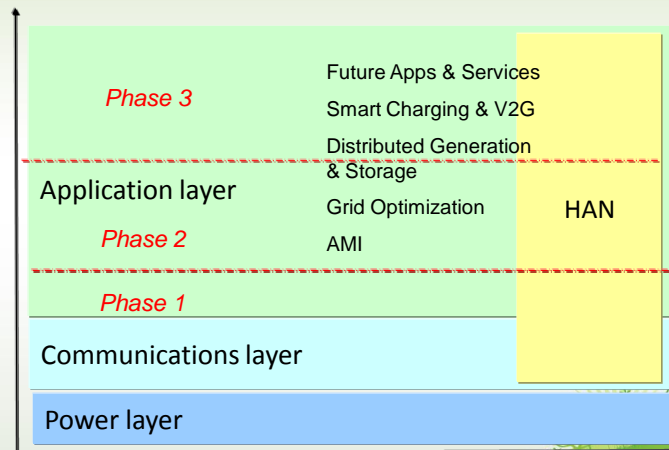 Phase 3
Future Apps & Services
Smart Charging & V2G
Distributed Generation
& Storage
Application layer
Grid Optimization
HAN
Phase 2
AMI
Phase 1
Communications layer
Power layer